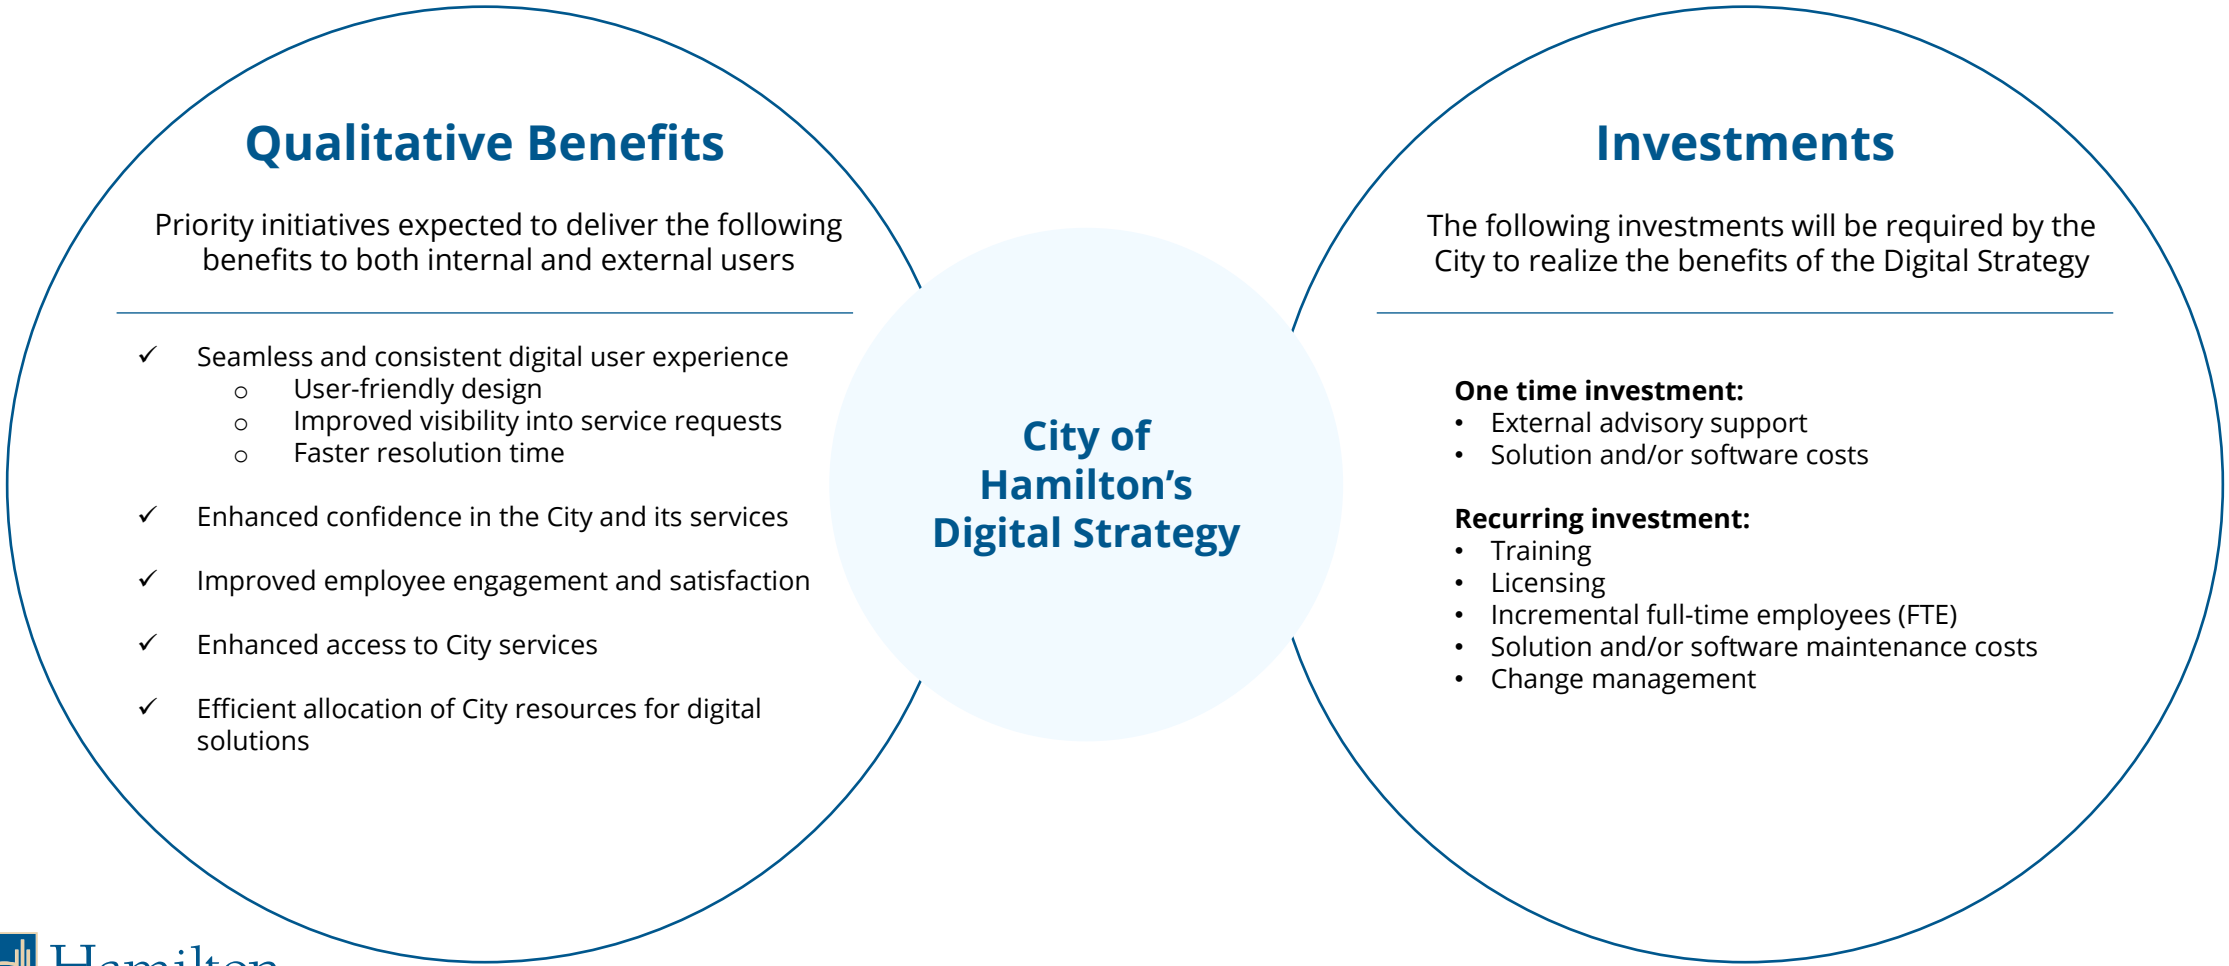 Qualitative Benefits
Priority initiatives expected to deliver the following
benefits to both internal and external users
✓ Seamless and consistent digital user experience
o User-friendly design
o Improved visibility into service requests
o Faster resolution time
✓ Enhanced confidence in the City and its services
✓ Improved employee engagement and satisfaction
✓ Enhanced access to City services
✓ Efficient allocation of City resources for digital
solutions
City of
Hamilton’s
Digital Strategy
Investments
The following investments will be required by the
City to realize the benefits of the Digital Strategy
One time investment:
• External advisory support
• Solution and/or software costs
Recurring investment:
• Training
• Licensing
• Incremental full-time employees (FTE)
• Solution and/or software maintenance costs
• Change management
Hamilton